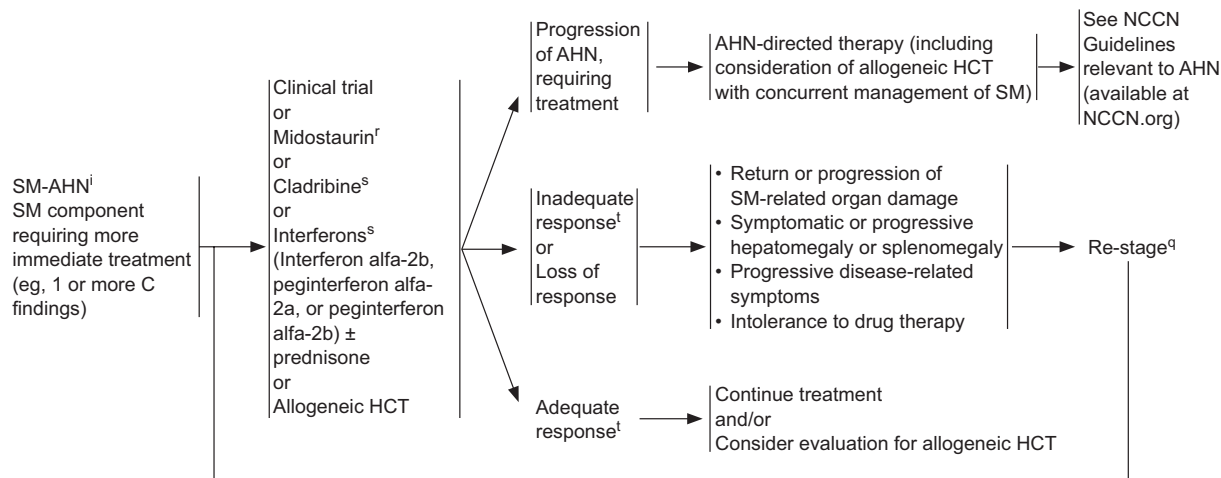 SM-AHNⁱ
SM component
requiring more
immediate treatment
(eg, 1 or more C
findings)
Clinical trial
or
Midostaurinʳ
or
Cladribineˢ
or
Interferonsˢ
(Interferon alfa-2b,
peginterferon alfa-
2a, or peginterferon
alfa-2b) ±
prednisone
or
Allogeneic HCT
Progression
of AHN,
requiring
treatment
AHN-directed therapy (including
consideration of allogeneic HCT
with concurrent management of SM)
See NCCN
Guidelines
relevant to AHN
(available at
NCCN.org)
Inadequate
responseᵗ
or
Loss of
response
• Return or progression of
SM-related organ damage
• Symptomatic or progressive
hepatomegaly or splenomegaly
• Progressive disease-related
symptoms
• Intolerance to drug therapy
Re-stage^q
Adequate
responseᵗ
Continue treatment
and/or
Consider evaluation for allogeneic HCT